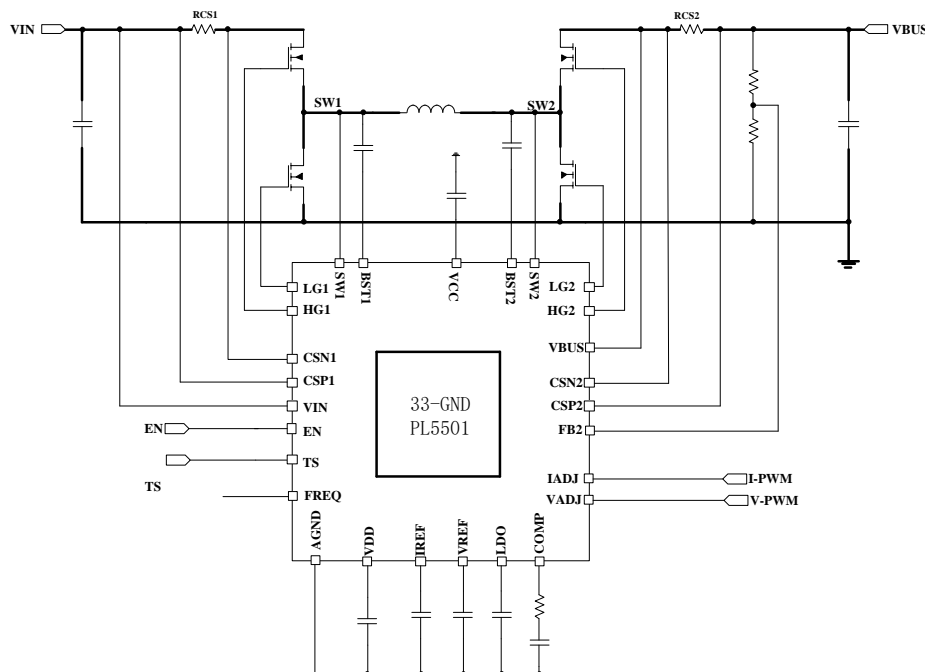 RCS1
RCS2
VIN
VBUS
SW1
SW2
SW1
BST1
VCC
BST2
SW2
LG1
LG2
HG1
HG2
VBUS
CSN1
CSN2
CSP1
CSP2
VIN
33-GND
PL5501
EN
EN
FB2
TS
TS
IADJ
I-PWM
FREQ
VADJ
V-PWM
AGND
VDD
IREF
VREF
LDO
COMP